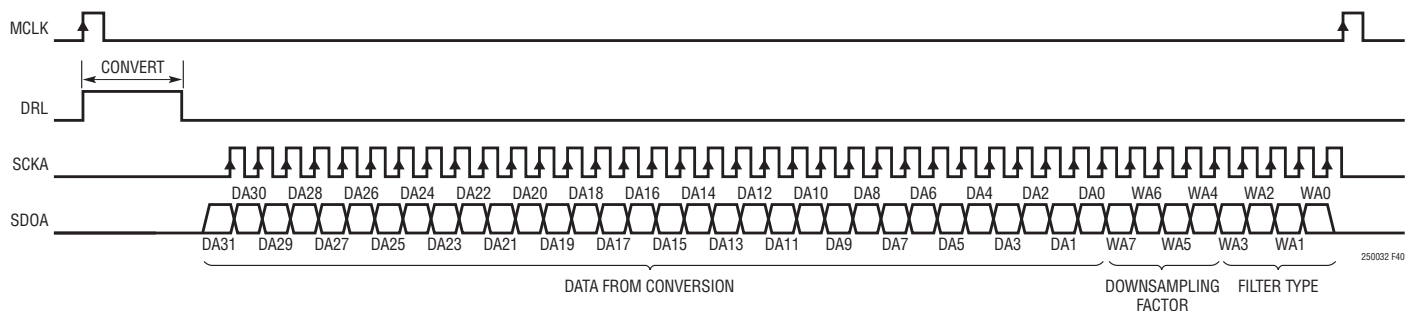 MCLK
CONVERT
DRL
SCKA
DA30 DA28 DA26 DA24 DA22 DA20 DA18 DA16 DA14 DA12 DA10 DA8 DA6 DA4 DA2 DA0 WA6 WA4 WA2 WA0
SDOA
DA31 DA29 DA27 DA25 DA23 DA21 DA19 DA17 DA15 DA13 DA11 DA9 DA7 DA5 DA3 DA1 WA7 WA5 WA3 WA1
250032 F40
DATA FROM CONVERSION
DOWNSAMPLING
FACTOR
FILTER TYPE